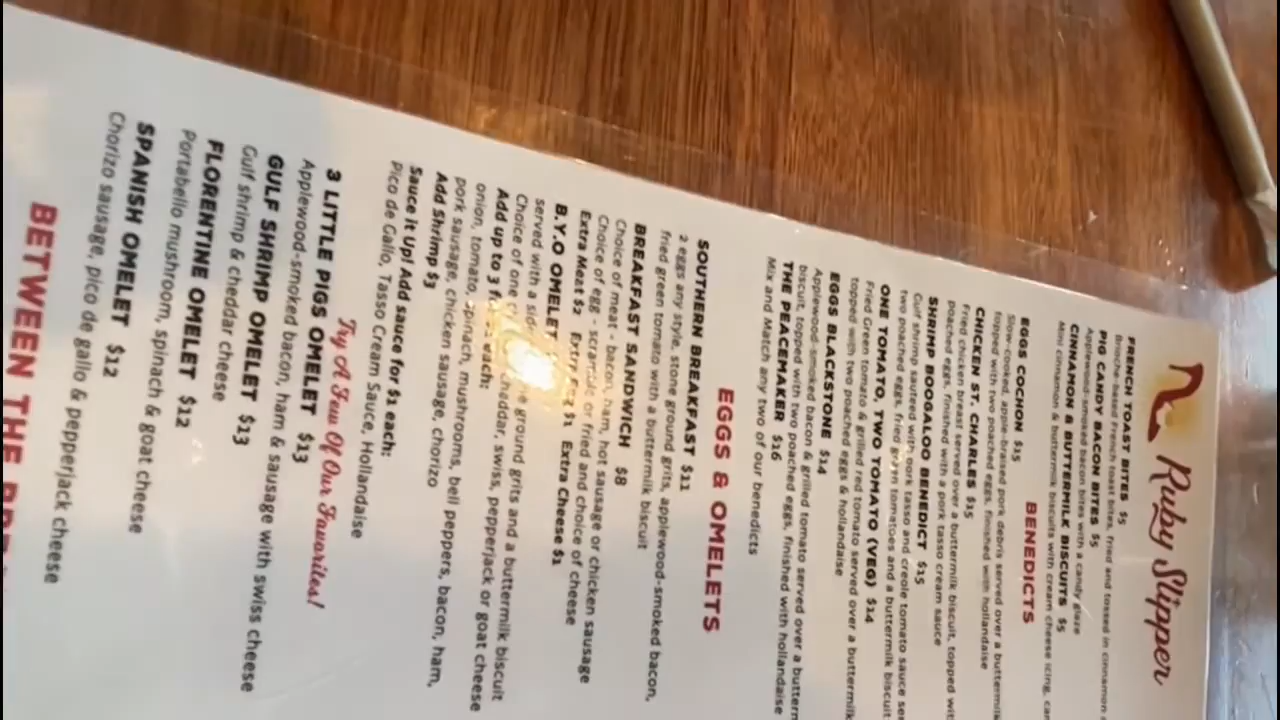 Ruby Slipper
FRENCH TOAST BITES $5
Brioche-based French toast bites, fried and tossed in cinnamon
PIG CANDY BACON BITES $5
Applewood-smoked bacon bites with a candy glaze
CINNAMON & BUTTERMILK BISCUITS $5
Mini cinnamon & buttermilk biscuits with cream cheese icing,
BENEDICTS
EGGS COCHON $15
Slow-cooked, apple-braised pork debris served over a buttermilk
topped with two poached eggs, finished with hollandaise
CHICKEN ST. CHARLES $15
Fried chicken breast served over a buttermilk biscuit, topped
poached eggs, finished with a pork tasso cream sauce
SHRIMP BOOGALOO BENEDICT $15
Gulf shrimp sauteed with pork tasso and creole tomato sauce
two poached eggs, fried green tomatoes and a buttermilk biscuit
ONE TOMATO, TWO TOMATO (VEG) $14
Fried Green tomato & grilled red tomato served over a buttermilk
topped with two poached eggs & hollandaise
EGGS BLACKSTONE $14
Applewood-smoked bacon & grilled tomato served over a
biscuit, topped with two poached eggs, finished with hollandaise
THE PEACEMAKER $16
Mix and Match any two of our benedicts
EGGS & OMELETS
SOUTHERN BREAKFAST $11
2 eggs any style, stone ground grits, applewood-smoked bacon,
fried green tomato with a buttermilk biscuit
BREAKFAST SANDWICH $8
Choice of meat - bacon, ham, hot sausage or chicken sausage
Choice of egg - scramble or fried and choice of cheese
Extra Meat $2 Extra Egg $1 Extra Cheese $1
B.Y.O OMELET
served with a side ground grits and a buttermilk biscuit
Choice of one cheddar, swiss, pepperjack or goat cheese
Add up to 3 each:
onion, tomato, spinach, mushrooms, bell peppers, bacon, ham,
pork sausage, chicken sausage, chorizo
Add Shrimp $3
Sauce it Up! Add sauce for $1 each:
Pico de Gallo, Tasso Cream Sauce, Hollandaise
Try A Few Of Our Favorites!
3 LITTLE PIGS OMELET $13
Applewood-smoked bacon, ham & sausage with swiss cheese
GULF SHRIMP OMELET $13
Gulf shrimp & cheddar cheese
FLORENTINE OMELET $12
Portabello mushroom, spinach & goat cheese
SPANISH OMELET $12
Chorizo sausage, pico de gallo & pepperjack cheese
BETWEEN THE